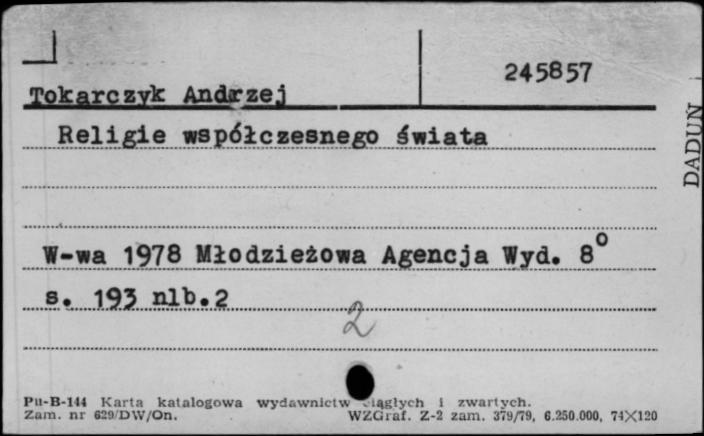 245857
Tokarczyk Andrzej
Religie współczesnego świata
W-wa 1978 Młodzieżowa Agencja Wyd. 8°
s. 193 nlb.2
2
Pu-B-144 Karta katalogowa wydawnictw ciągłych i zwartych.
Zam. nr 629/DW/On. WZGraf. Z-2 zam. 379/79, 6.250.000, 74×120
DADUŃ